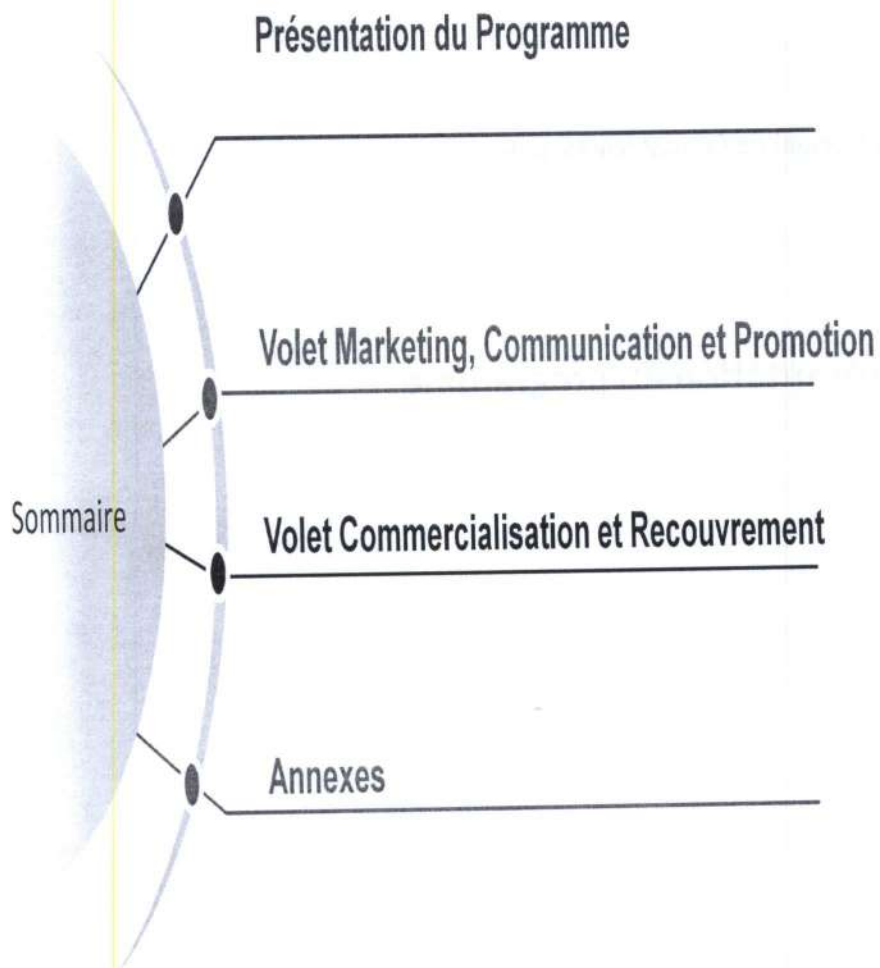 Présentation du Programme
Volet Marketing, Communication et Promotion
Sommaire
Volet Commercialisation et Recouvrement
Annexes